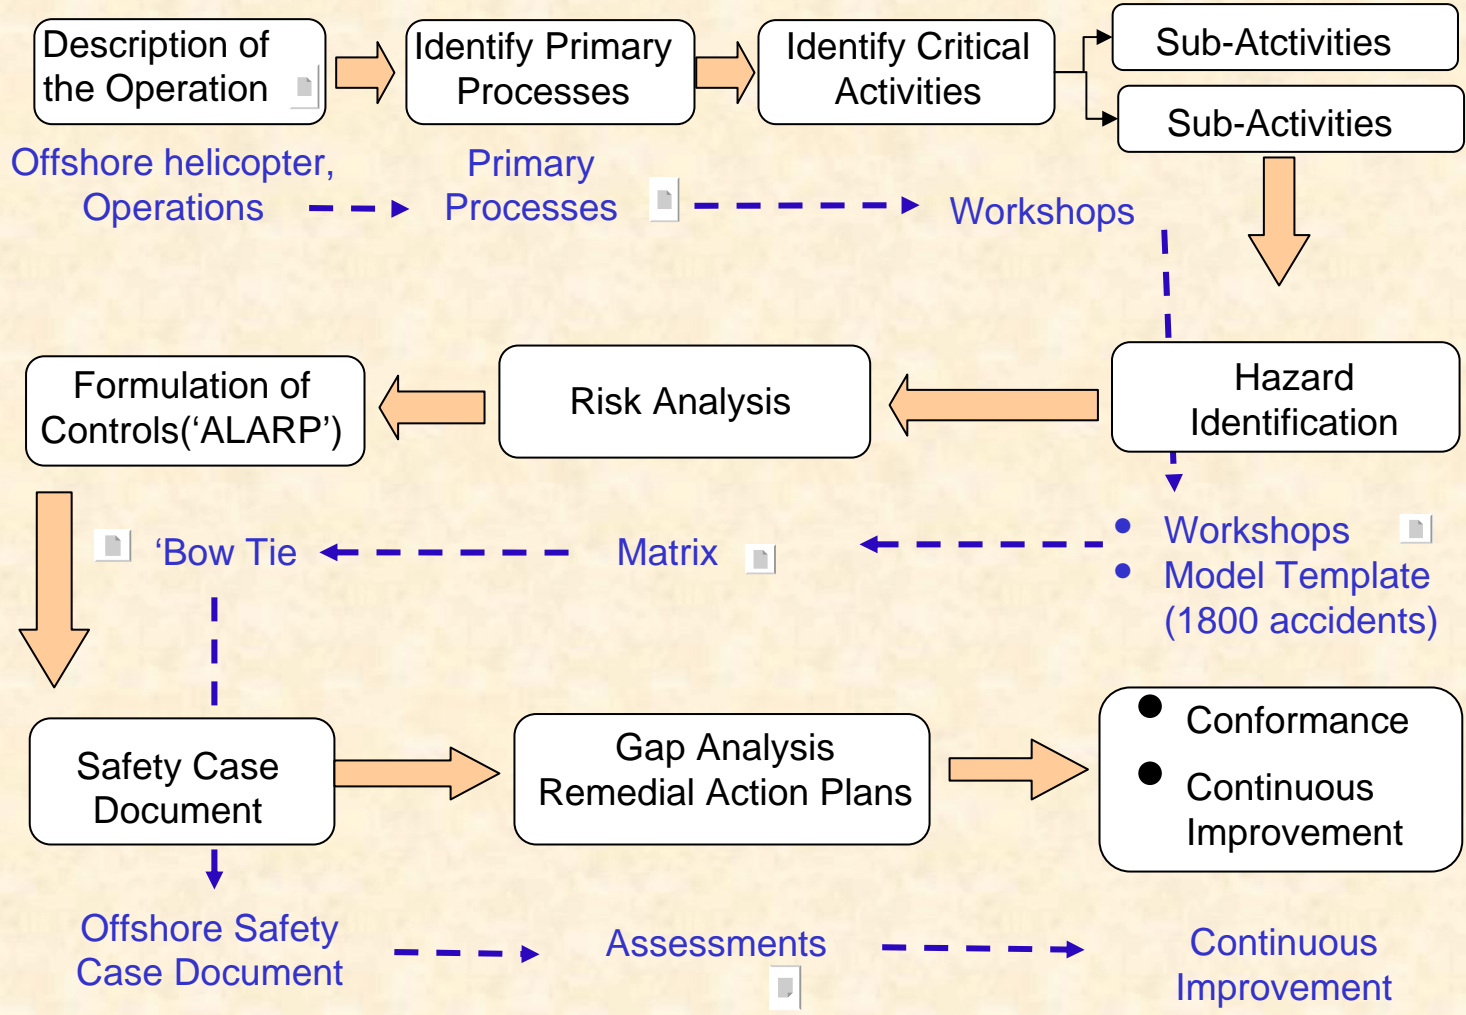 Description of
the Operation
Identify Primary
Processes
Identify Critical
Activities
Sub-Atctivities
Sub-Activities
Offshore helicopter,
Operations
Primary
Processes
Workshops
Formulation of
Controls(‘ALARP’)
Risk Analysis
Hazard
Identification
‘Bow Tie
Matrix
• Workshops
• Model Template
(1800 accidents)
Safety Case
Document
Gap Analysis
Remedial Action Plans
● Conformance
● Continuous
Improvement
Offshore Safety
Case Document
Assessments
Continuous
Improvement